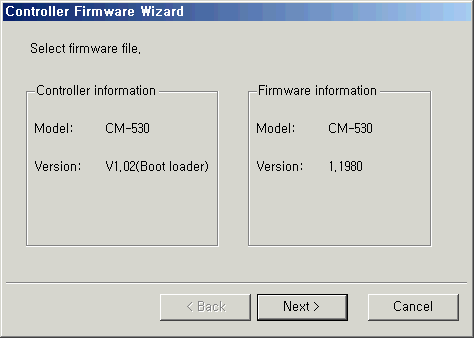 Controller Firmware Wizard
Select firmware file.
Controller information
Model: CM-530
Version: V1.02(Boot loader)
Firmware information
Model: CM-530
Version: 1.1980
< Back
Next >
Cancel